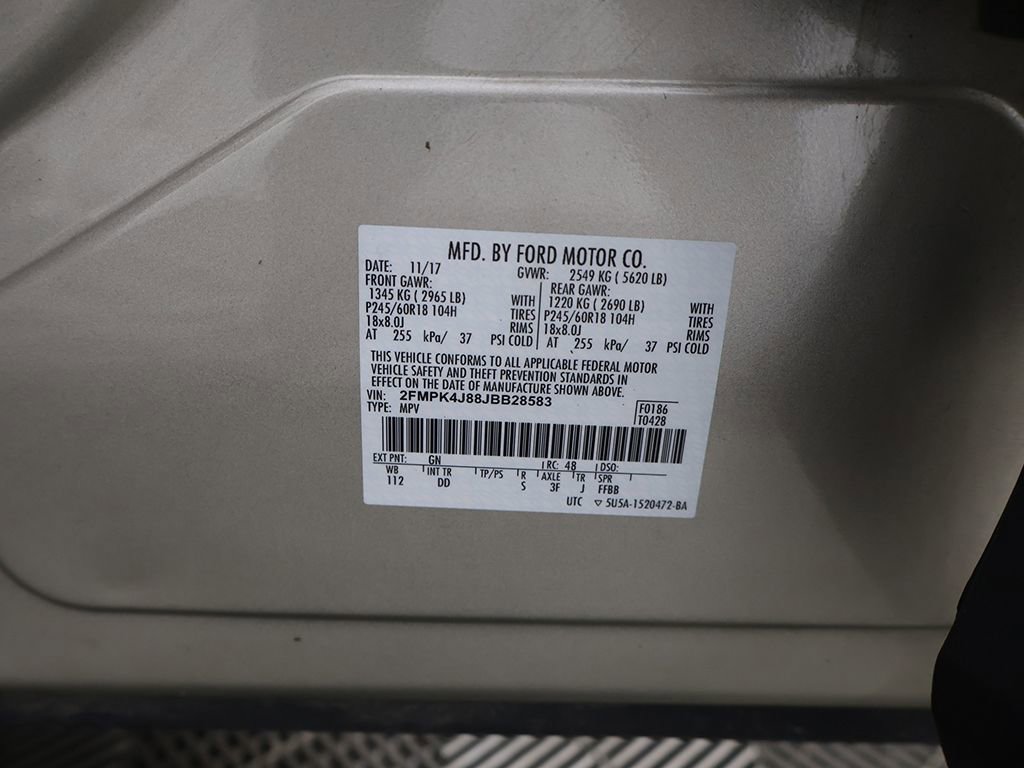 MFD. BY FORD MOTOR CO.
DATE: 11/17 GVWR: 2549 KG ( 5620 LB)
FRONT GAWR: REAR GAWR:
1345 KG ( 2965 LB) WITH 1220 KG ( 2690 LB) WITH
P245/60R18 104H TIRES P245/60R18 104H TIRES
18x8.0J RIMS 18x8.0J RIMS
AT 255 kPa/ 37 PSI COLD AT 255 kPa/ 37 PSI COLD
THIS VEHICLE CONFORMS TO ALL APPLICABLE FEDERAL MOTOR
VEHICLE SAFETY AND THEFT PREVENTION STANDARDS IN
EFFECT ON THE DATE OF MANUFACTURE SHOWN ABOVE.
VIN: 2FMPK4J88JBB28583 F0186
TYPE: MPV T0428
EXT PNT: GN RC: 48 DSO:
WB INT TR TP/PS R AXLE TR SPR
112 DD S 3F J FFBB
UTC ▽ 5U5A-1520472-BA